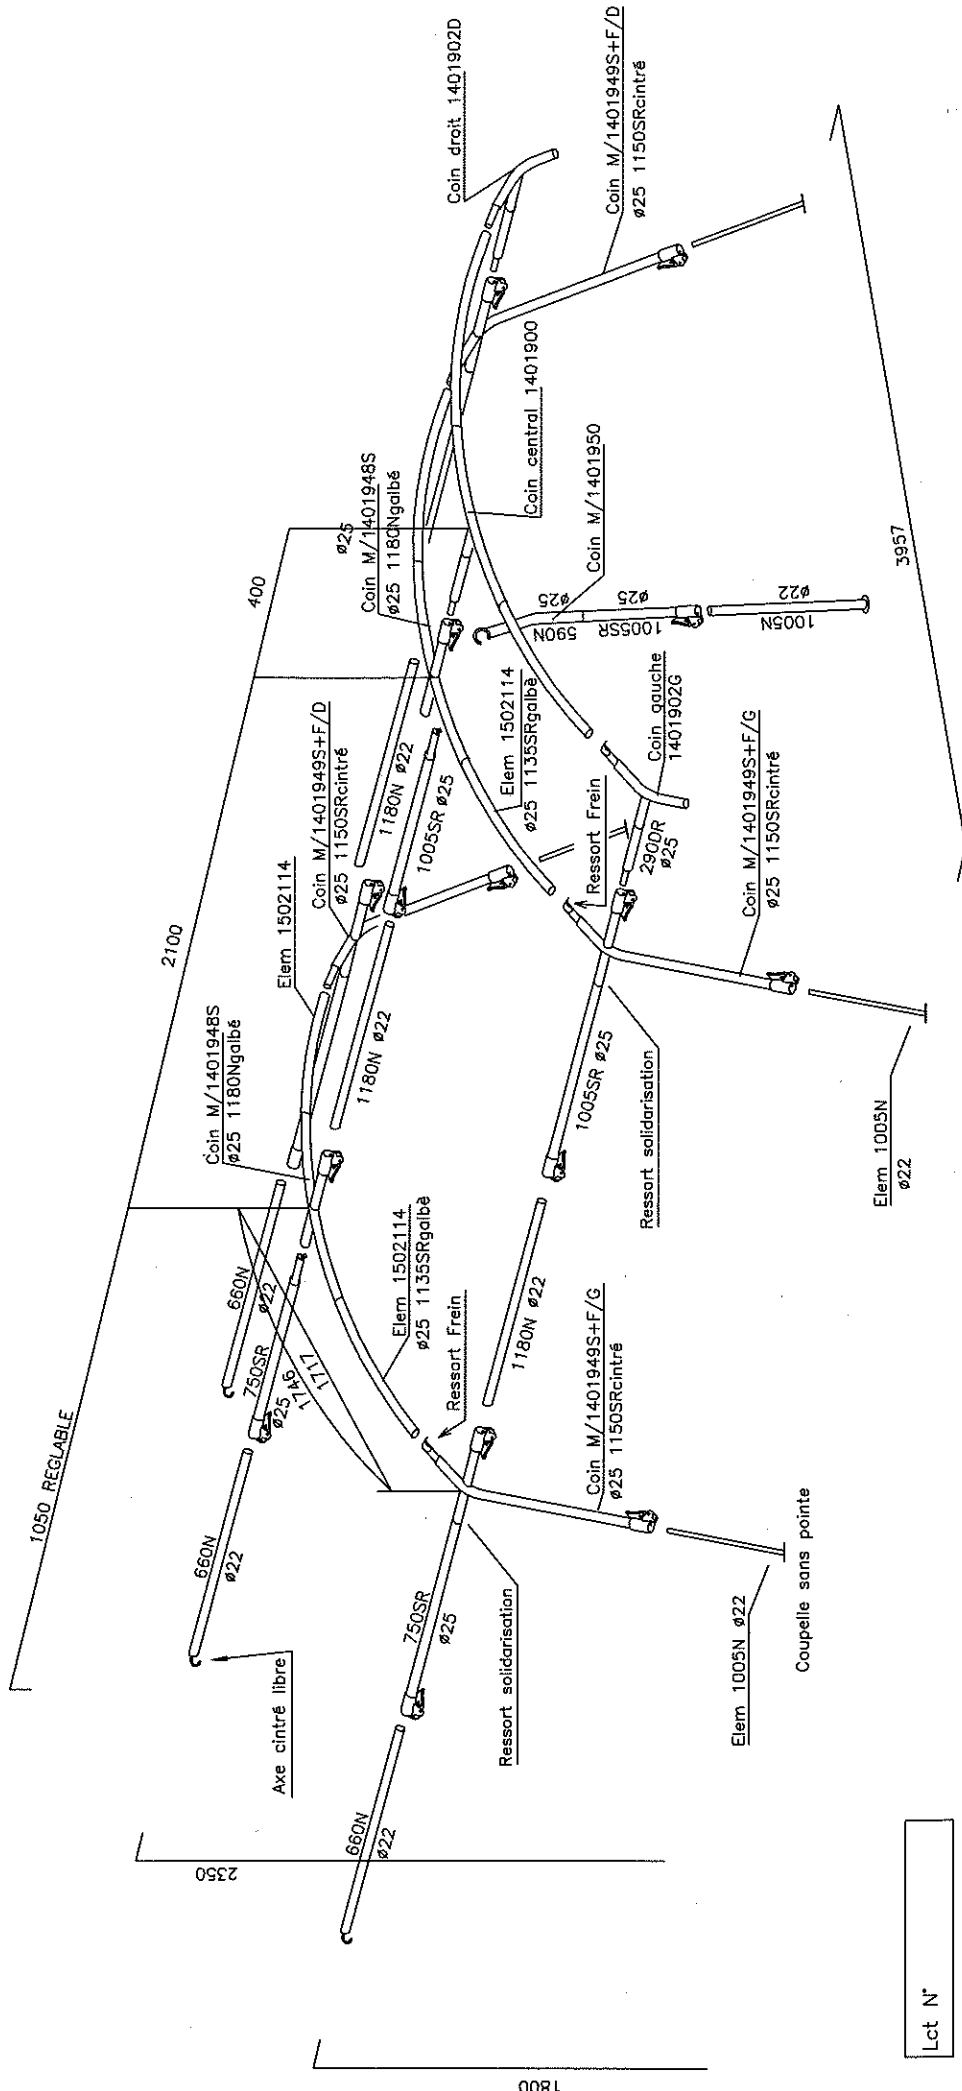 Coin droit 1401902D
Coin M/1401949S+F/D
ø25 1150SRcintré
Coin central 1401900
Coin M/1401950
ø25
Coin M/1401948S
ø25 1180Ngalbé
400
3957
ø25
590N
ø25
1005SR
ø22
1005N
Coin gauche
1401902G
Elem 1502114
ø25 1135SRgalbè
Coin M/1401949S+F/D
ø25 1150SRcintré
1180N ø22
1005SR ø25
Ressort Frein
2900R
ø25
Coin M/1401949S+F/G
ø25 1150SRcintré
2100
Elem 1502114
Coin M/1401948S
ø25 1180Ngalbé
1180N ø22
1005SR ø25
Ressort solidarisation
Elem 1005N
ø22
660N
ø22
750SR
ø25
1746
1717
Elem 1502114
ø25 1135SRgalbè
Ressort Frein
1180N ø22
Coin M/1401949S+F/G
ø25 1150SRcintré
1050 REGLABLE
660N
ø22
Axe cintré libre
750SR
ø25
Ressort solidarisation
Elem 1005N ø22
Coupelle sans pointe
660N
ø22
2350
1800
Lct N°